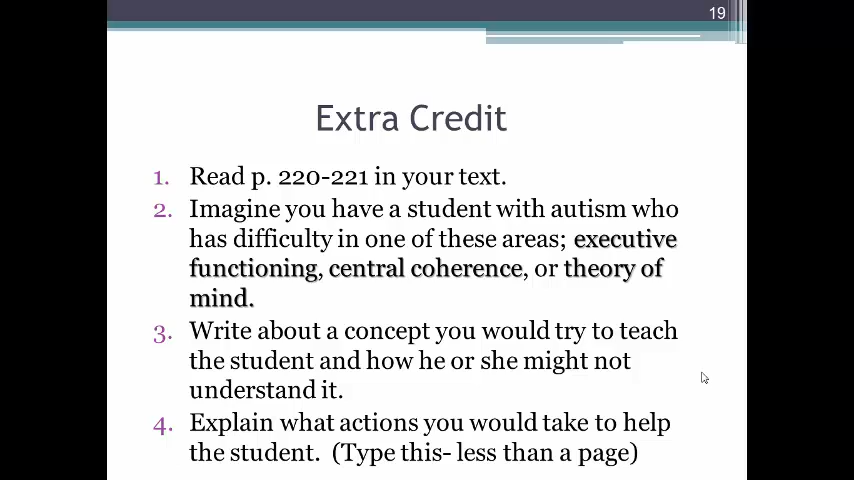 19
Extra Credit
1. Read p. 220-221 in your text.
2. Imagine you have a student with autism who
has difficulty in one of these areas; executive
functioning, central coherence, or theory of
mind.
3. Write about a concept you would try to teach
the student and how he or she might not
understand it.
4. Explain what actions you would take to help
the student.  (Type this- less than a page)